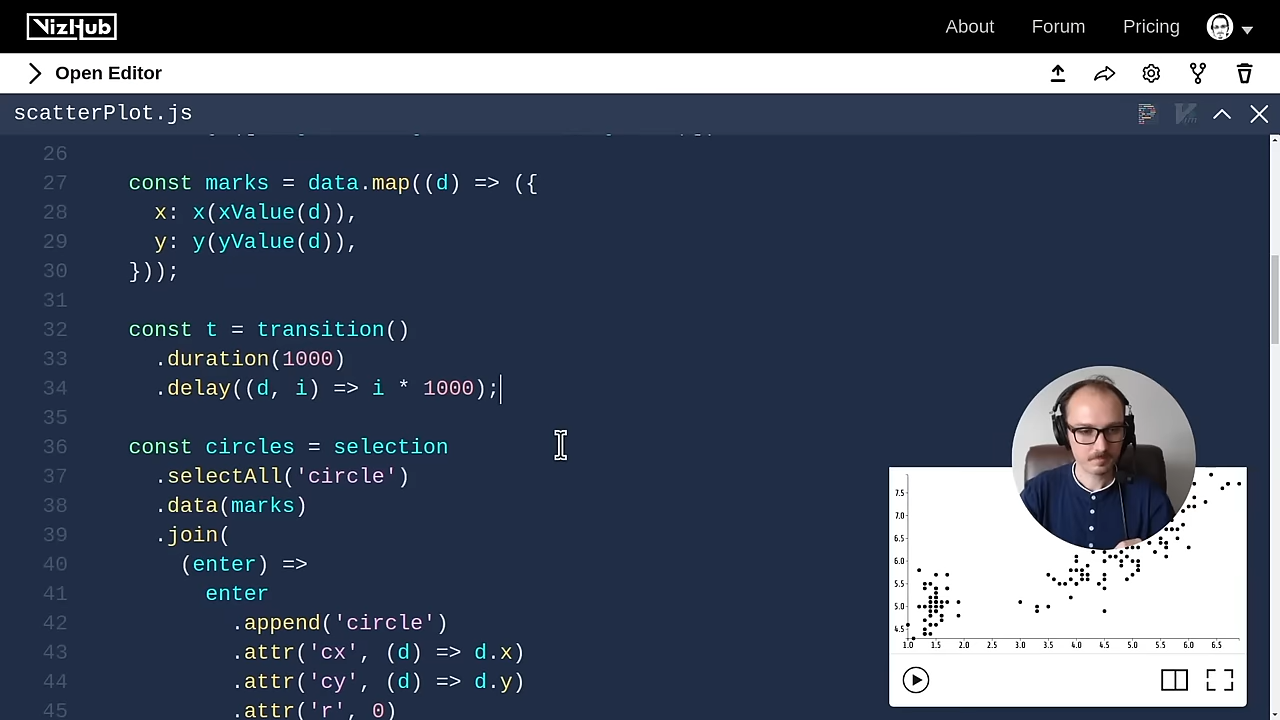 VizHub
About
Forum
Pricing
Open Editor
scatterPlot.js
26
27 const marks = data.map((d) => ({
28 x: x(xValue(d)),
29 y: y(yValue(d)),
30 }));
31
32 const t = transition()
33 .duration(1000)
34 .delay((d, i) => i * 1000);
35
36 const circles = selection
37 .selectAll('circle')
38 .data(marks)
39 .join(
40 (enter) =>
41 enter
42 .append('circle')
43 .attr('cx', (d) => d.x)
44 .attr('cy', (d) => d.y)
45 .attr('r', 0)
7.5
7.0
6.5
6.0
5.5
5.0
4.5
1.0 1.5 2.0 2.5 3.0 3.5 4.0 4.5 5.0 5.5 6.0 6.5